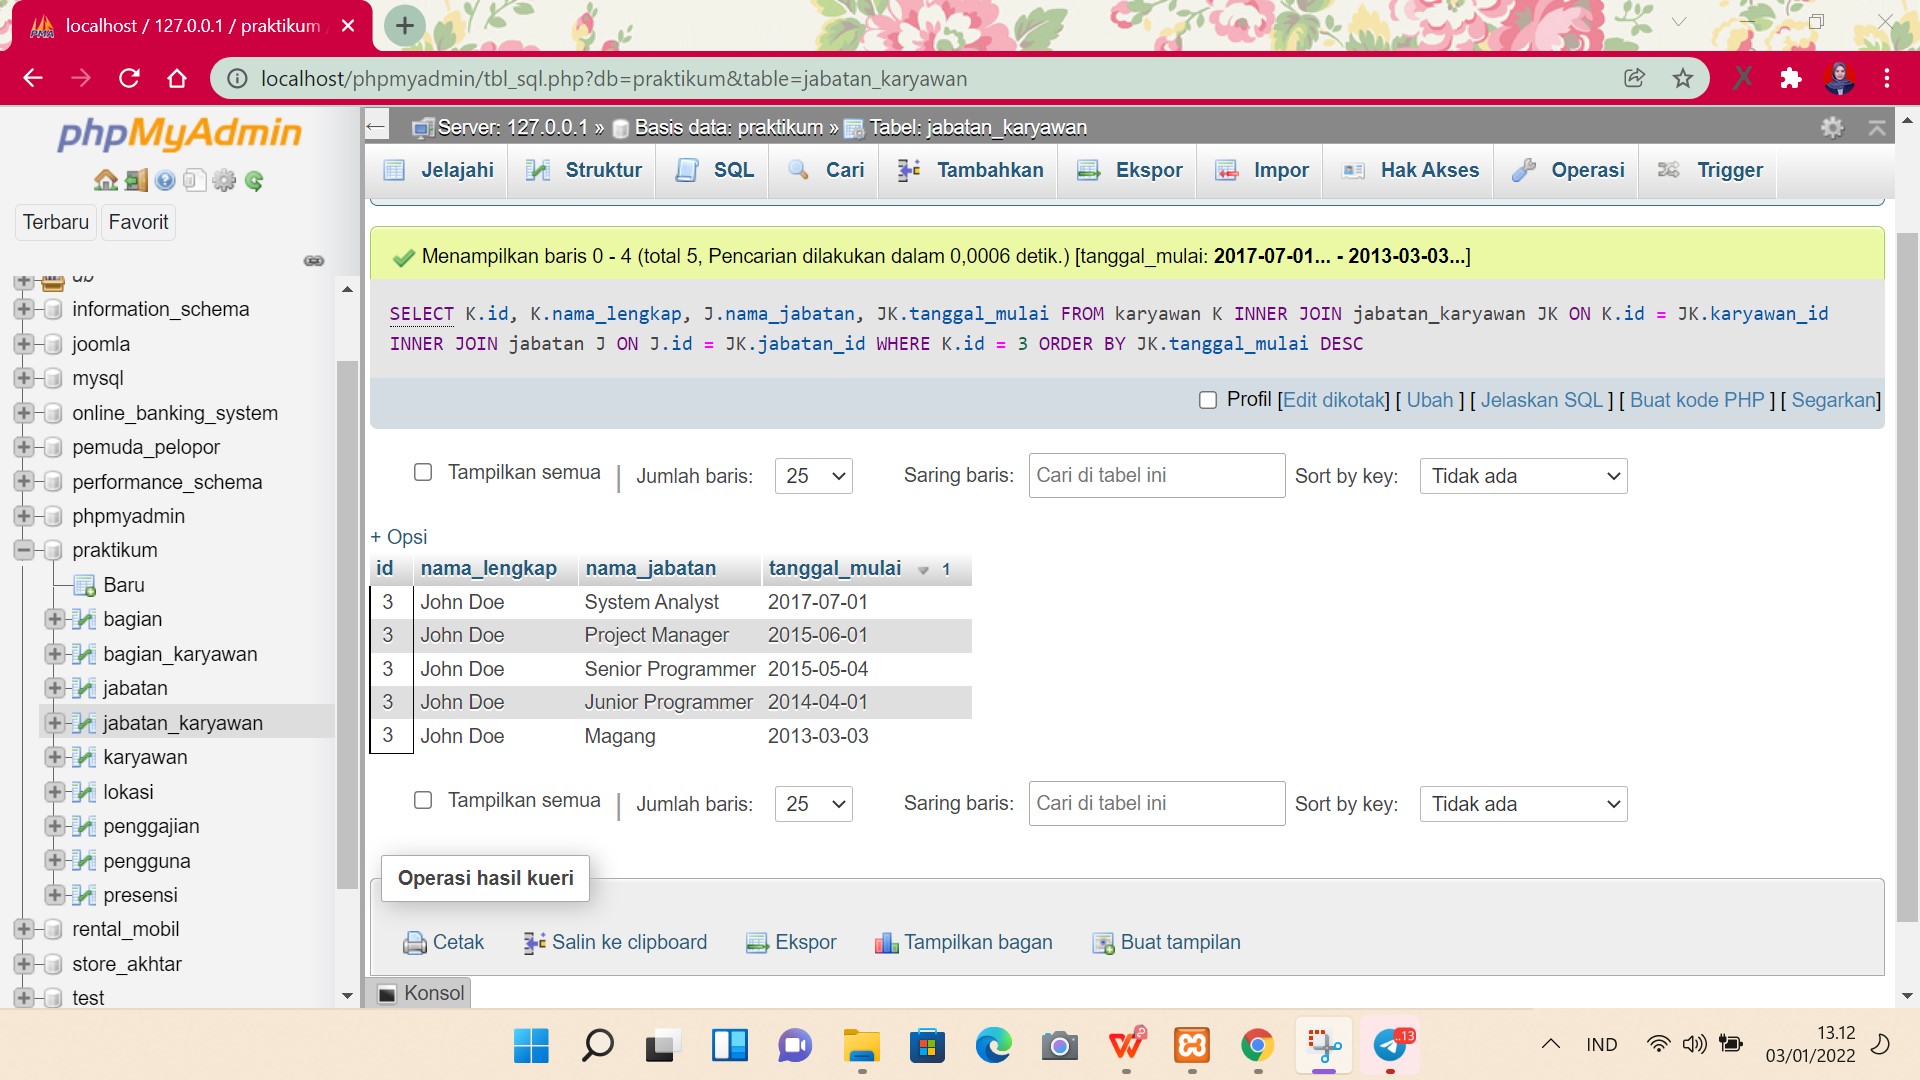 localhost / 127.0.0.1 / praktikum
localhost/phpmyadmin/tbl_sql.php?db=praktikum&table=jabatan_karyawan
phpMyAdmin
Terbaru Favorit
db
information_schema
joomla
mysql
online_banking_system
pemuda_pelopor
performance_schema
phpmyadmin
praktikum
Baru
bagian
bagian_karyawan
jabatan
jabatan_karyawan
karyawan
lokasi
penggajian
pengguna
presensi
rental_mobil
store_akhtar
test
Server: 127.0.0.1 » Basis data: praktikum » Tabel: jabatan_karyawan
Jelajahi Struktur SQL Cari Tambahkan Ekspor Impor Hak Akses Operasi Trigger
Menampilkan baris 0 - 4 (total 5, Pencarian dilakukan dalam 0,0006 detik.) [tanggal_mulai: 2017-07-01... - 2013-03-03...]
SELECT K.id, K.nama_lengkap, J.nama_jabatan, JK.tanggal_mulai FROM karyawan K INNER JOIN jabatan_karyawan JK ON K.id = JK.karyawan_id
INNER JOIN jabatan J ON J.id = JK.jabatan_id WHERE K.id = 3 ORDER BY JK.tanggal_mulai DESC
Profil [Edit dikotak] [ Ubah ] [ Jelaskan SQL ] [ Buat kode PHP ] [ Segarkan]
Tampilkan semua | Jumlah baris: 25 Saring baris: Cari di tabel ini Sort by key: Tidak ada
+ Opsi
id nama_lengkap nama_jabatan tanggal_mulai 1
3 John Doe System Analyst 2017-07-01
3 John Doe Project Manager 2015-06-01
3 John Doe Senior Programmer 2015-05-04
3 John Doe Junior Programmer 2014-04-01
3 John Doe Magang 2013-03-03
Tampilkan semua | Jumlah baris: 25 Saring baris: Cari di tabel ini Sort by key: Tidak ada
Operasi hasil kueri
Cetak Salin ke clipboard Ekspor Tampilkan bagan Buat tampilan
Konsol
IND
13.12
03/01/2022